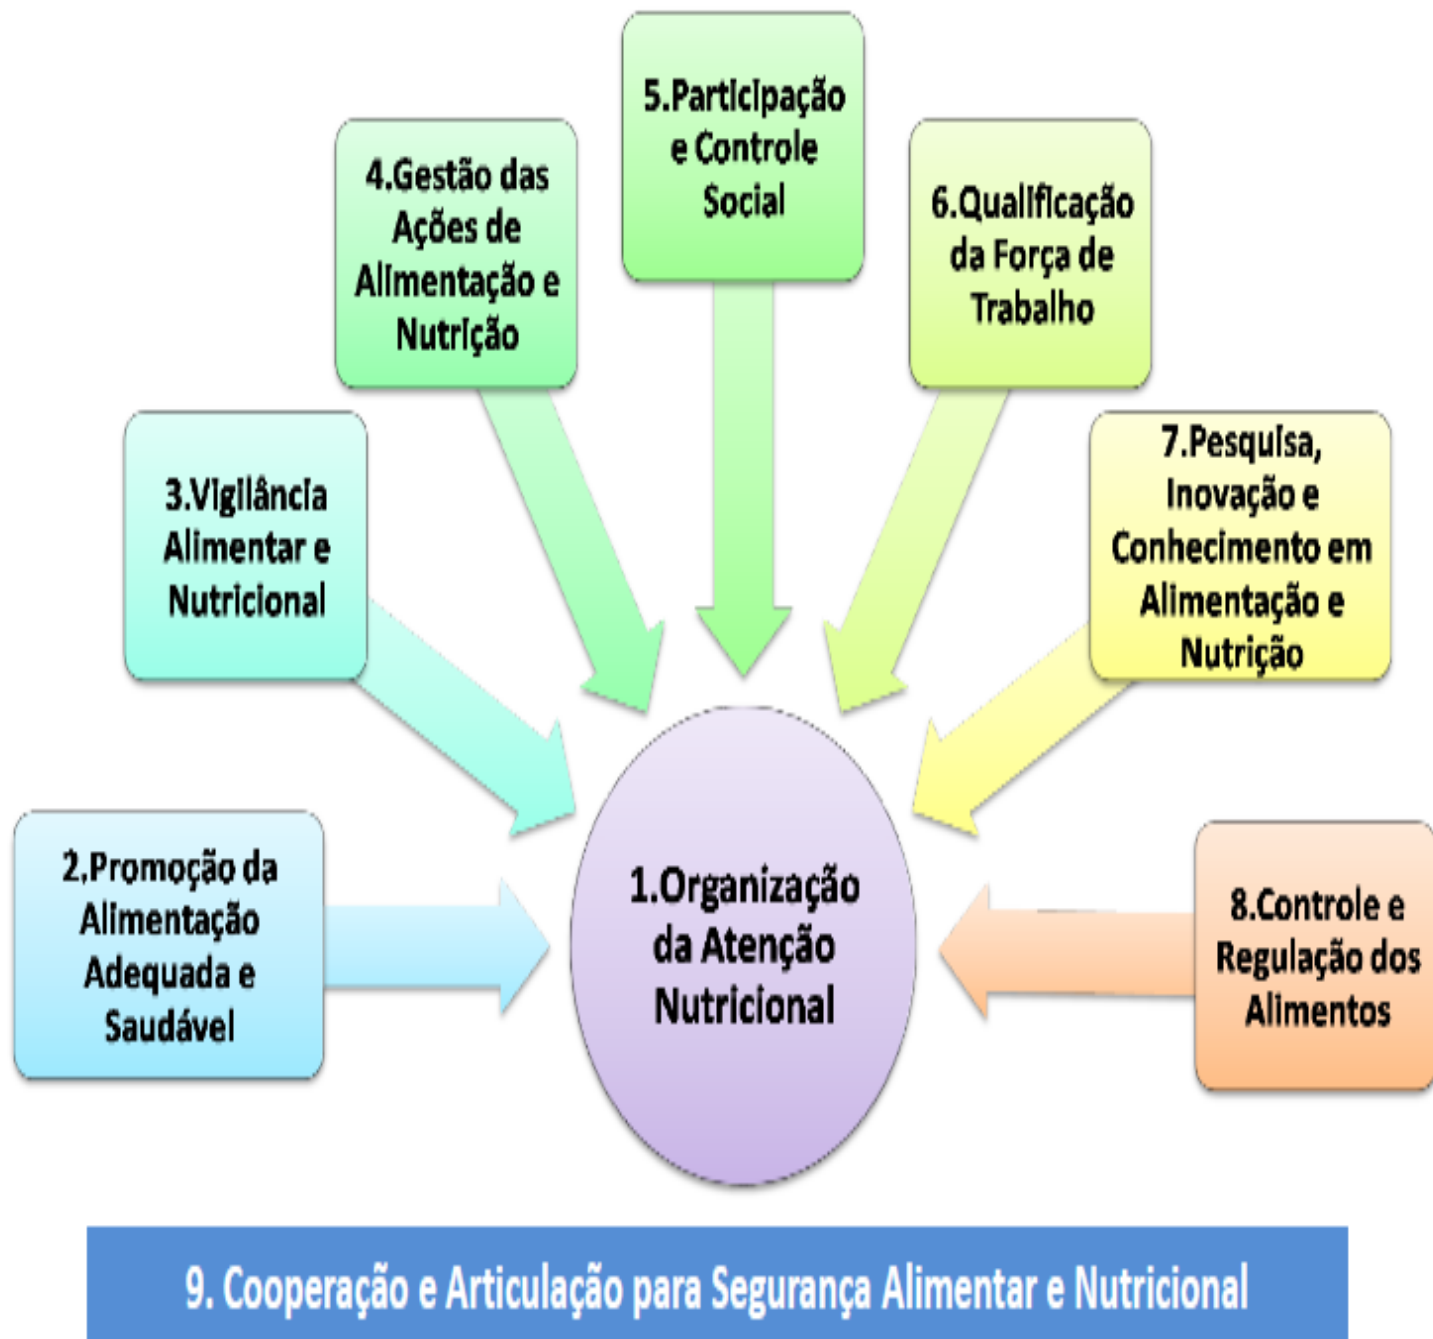 5.Participação
e Controle
Social
4.Gestão das
Ações de
Alimentação e
Nutrição
6.Qualificação
da Força de
Trabalho
3.Vigilância
Alimentar e
Nutricional
7.Pesquisa,
Inovação e
Conhecimento em
Alimentação e
Nutrição
2.Promoção da
Alimentação
Adequada e
Saudável
1.Organização
da Atenção
Nutricional
8.Controle e
Regulação dos
Alimentos
9. Cooperação e Articulação para Segurança Alimentar e Nutricional